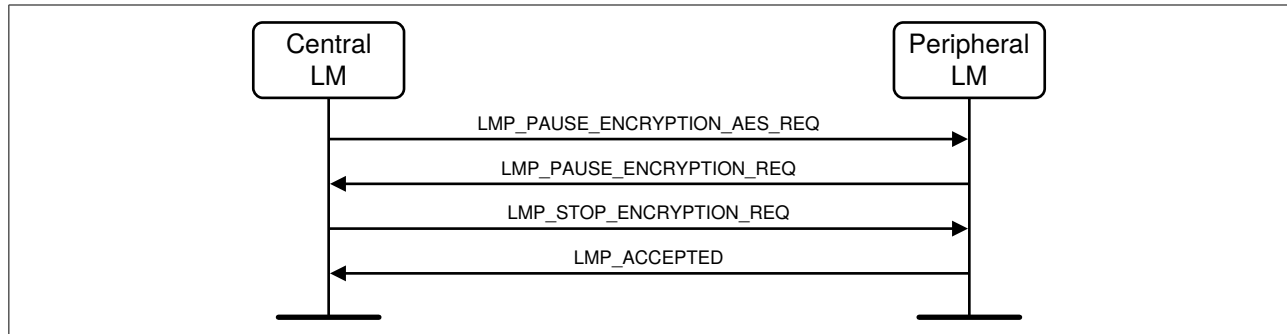 Central
LM
Peripheral
LM
LMP_PAUSE_ENCRYPTION_AES_REQ
LMP_PAUSE_ENCRYPTION_REQ
LMP_STOP_ENCRYPTION_REQ
LMP_ACCEPTED